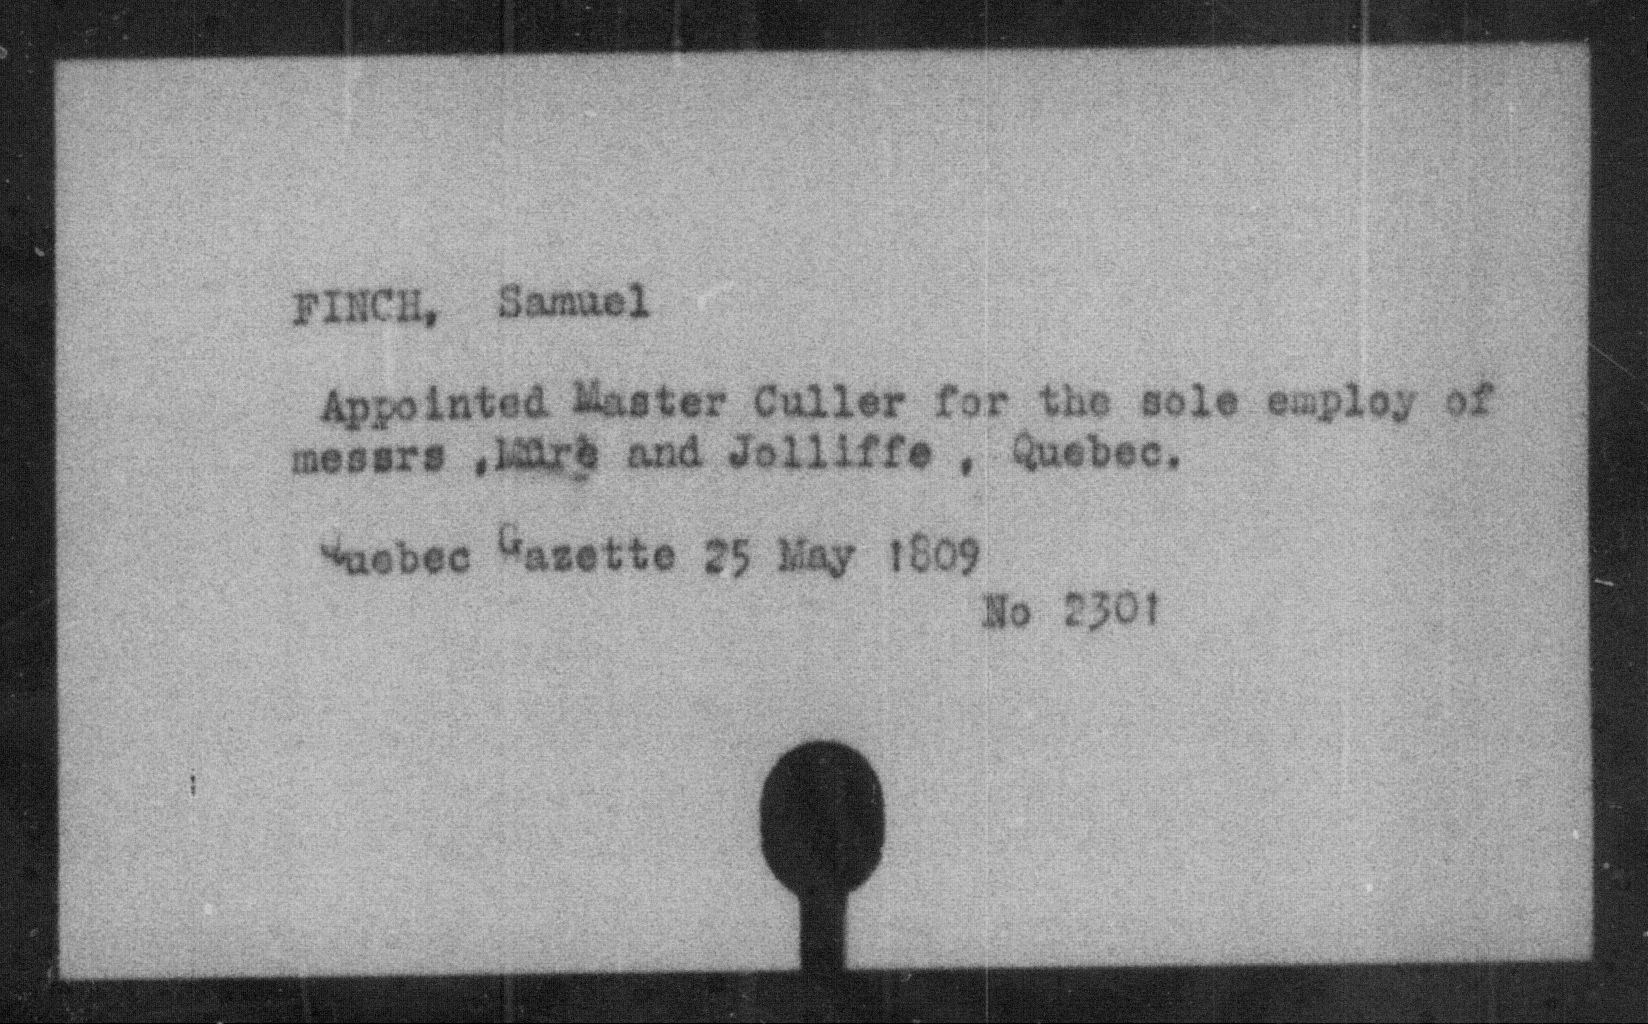 FINCH, Samuel
Appointed Master Culler for the sole employ of
messrs ,Mure and Jolliffe , Quebec.
Quebec Gazette 25 May 1809
No 2301